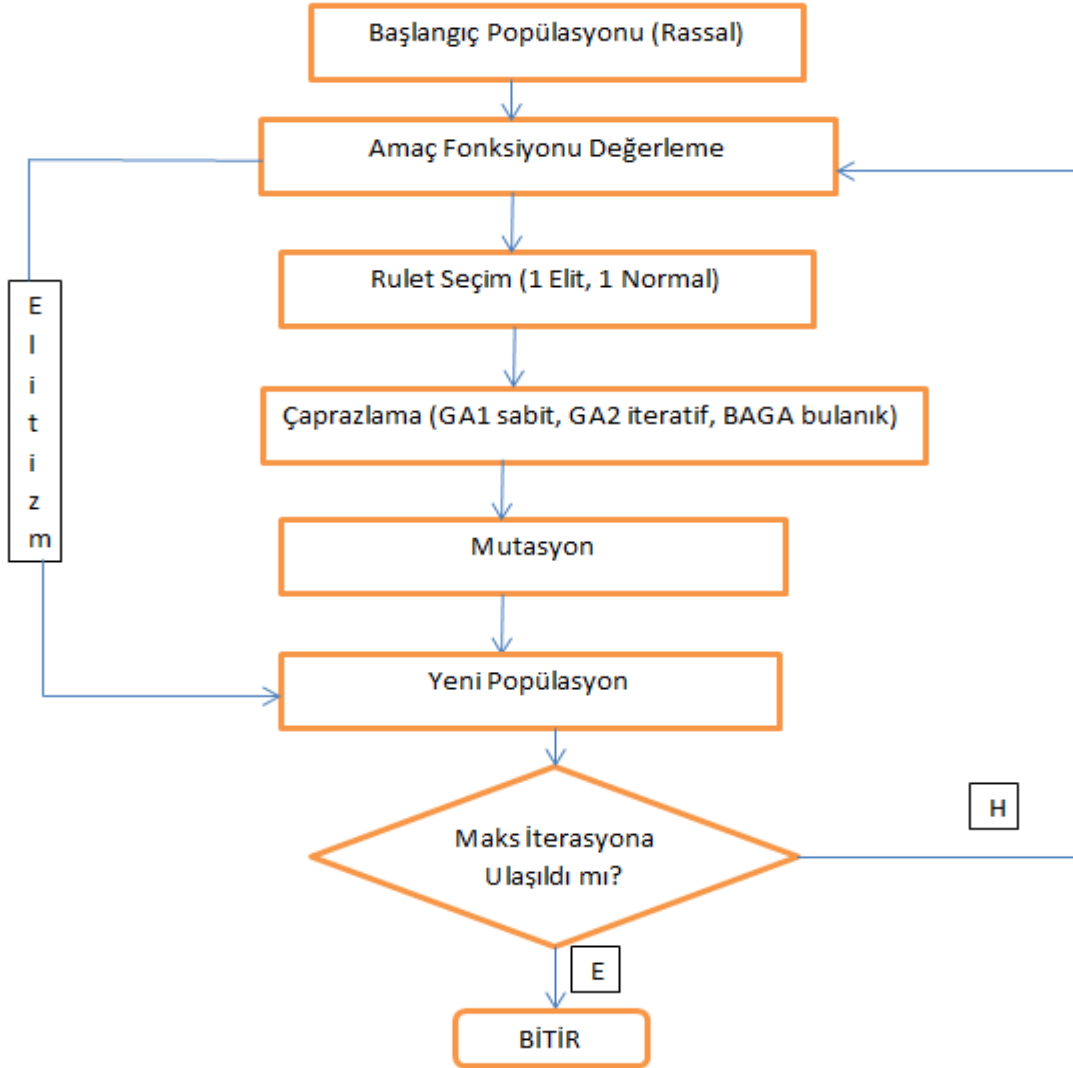 Başlangıç Popülasyonu (Rassal)
Amaç Fonksiyonu Değerleme
Rulet Seçim (1 Elit, 1 Normal)
E
l
i
t
i
z
m
Çaprazlama (GA1 sabit, GA2 iteratif, BAGA bulanık)
Mutasyon
Yeni Popülasyon
Maks İterasyona
Ulaşıldı mı?
H
E
BİTİR